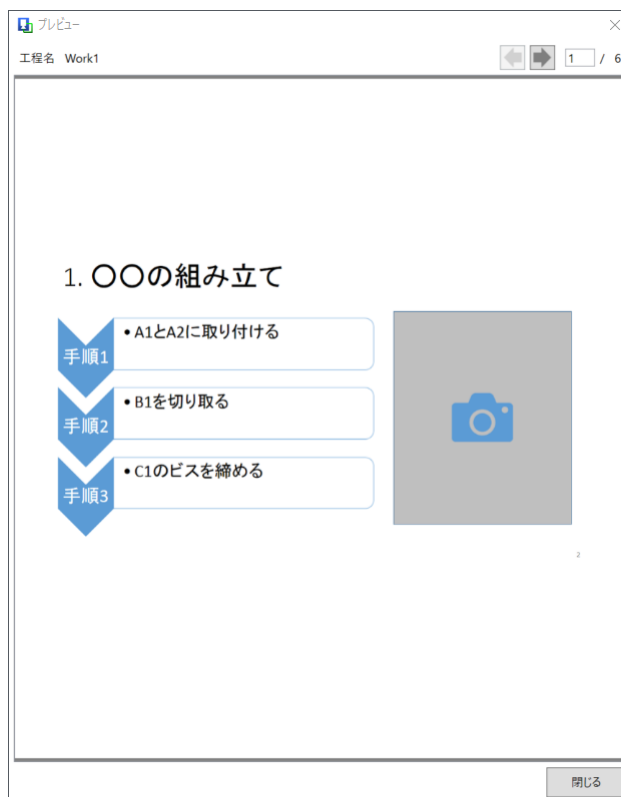 プレビュー
工程名 Work1
1 / 6
1. 〇〇の組み立て
手順1
• A1とA2に取り付ける
手順2
• B1を切り取る
手順3
• C1のビスを締める
2
閉じる